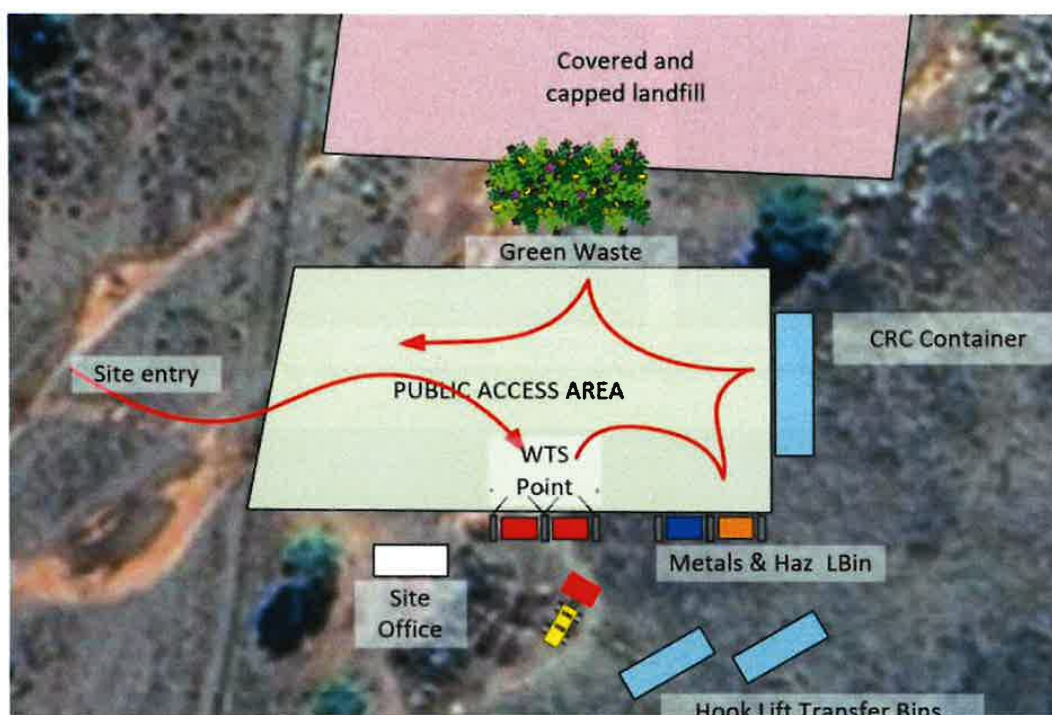 Covered and
capped landfill
Green Waste
CRC Container
Site entry
PUBLIC ACCESS AREA
WTS
Point
Metals & Haz LBin
Site
Office
Hook Lift Transfer Bins